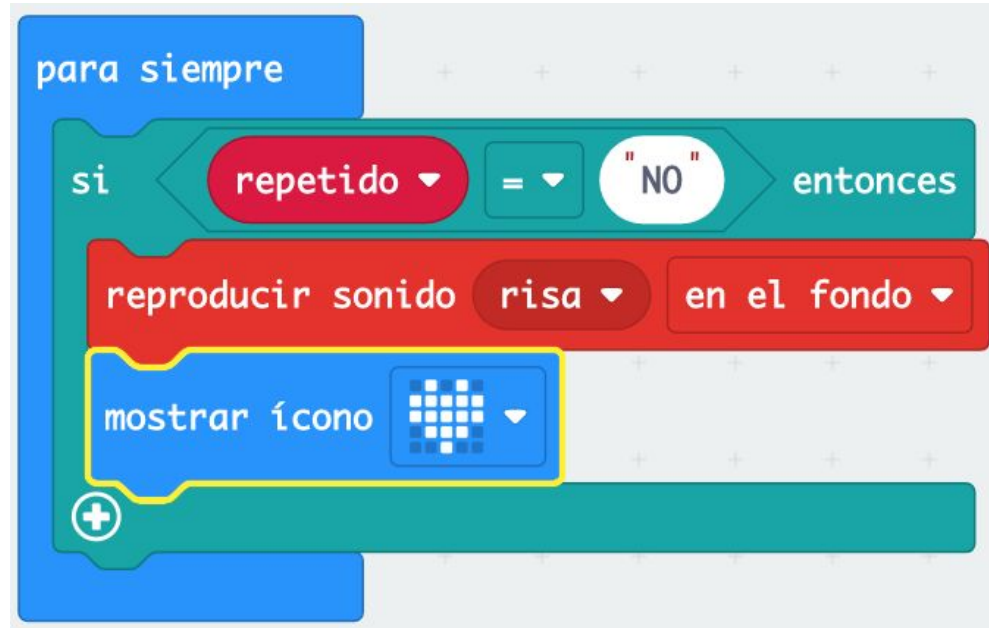 para siempre
si repetido = "NO" entonces
reproducir sonido risa en el fondo
mostrar ícono